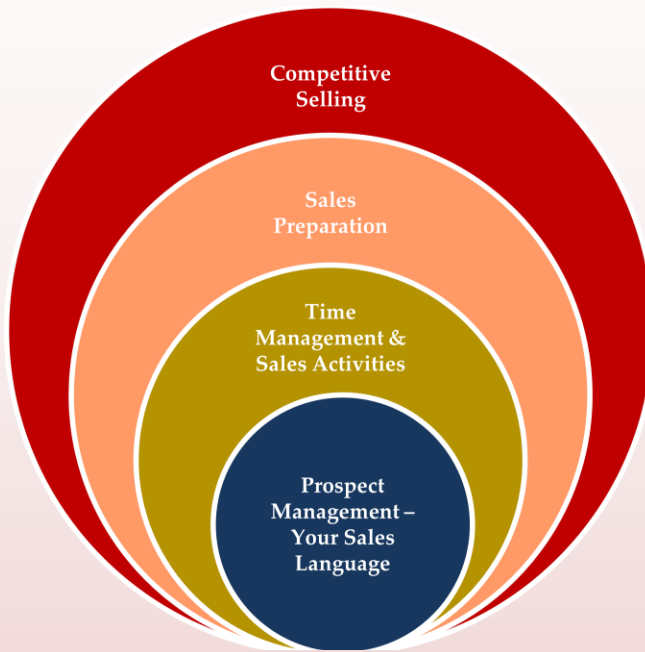 Competitive
Selling
Sales
Preparation
Time
Management &
Sales Activities
Prospect
Management –
Your Sales
Language